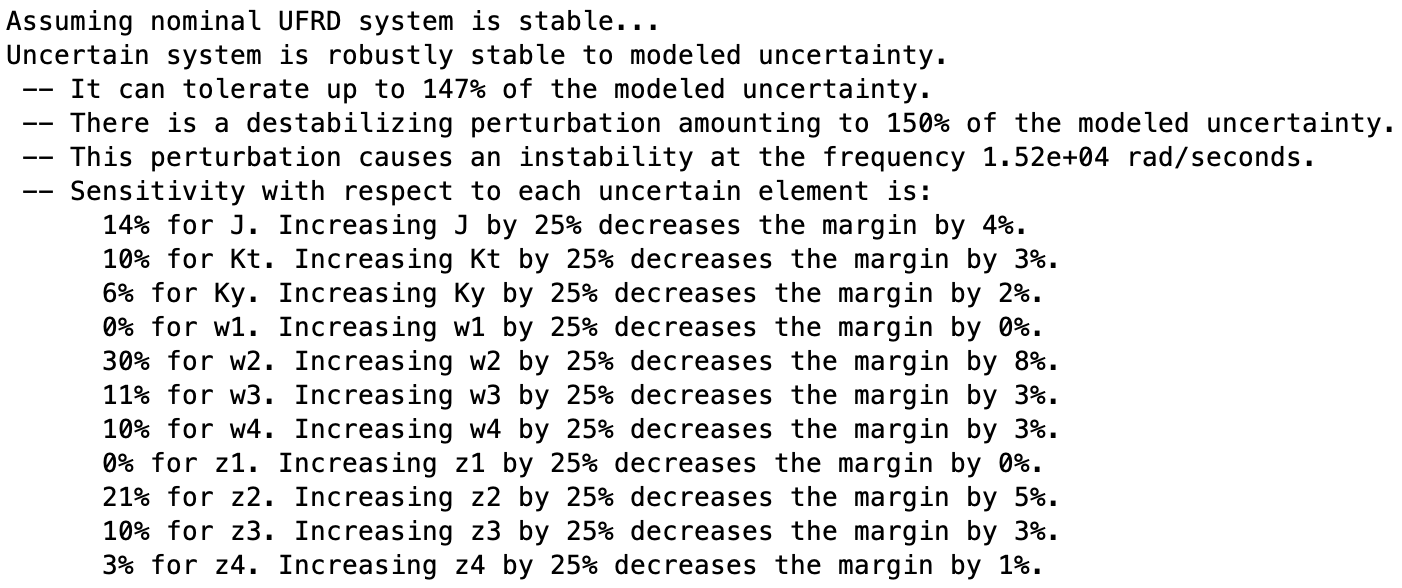 Assuming nominal UFRD system is stable...
Uncertain system is robustly stable to modeled uncertainty.
-- It can tolerate up to 147% of the modeled uncertainty.
-- There is a destabilizing perturbation amounting to 150% of the modeled uncertainty.
-- This perturbation causes an instability at the frequency 1.52e+04 rad/seconds.
-- Sensitivity with respect to each uncertain element is:
14% for J. Increasing J by 25% decreases the margin by 4%.
10% for Kt. Increasing Kt by 25% decreases the margin by 3%.
6% for Ky. Increasing Ky by 25% decreases the margin by 2%.
0% for w1. Increasing w1 by 25% decreases the margin by 0%.
30% for w2. Increasing w2 by 25% decreases the margin by 8%.
11% for w3. Increasing w3 by 25% decreases the margin by 3%.
10% for w4. Increasing w4 by 25% decreases the margin by 3%.
0% for z1. Increasing z1 by 25% decreases the margin by 0%.
21% for z2. Increasing z2 by 25% decreases the margin by 5%.
10% for z3. Increasing z3 by 25% decreases the margin by 3%.
3% for z4. Increasing z4 by 25% decreases the margin by 1%.